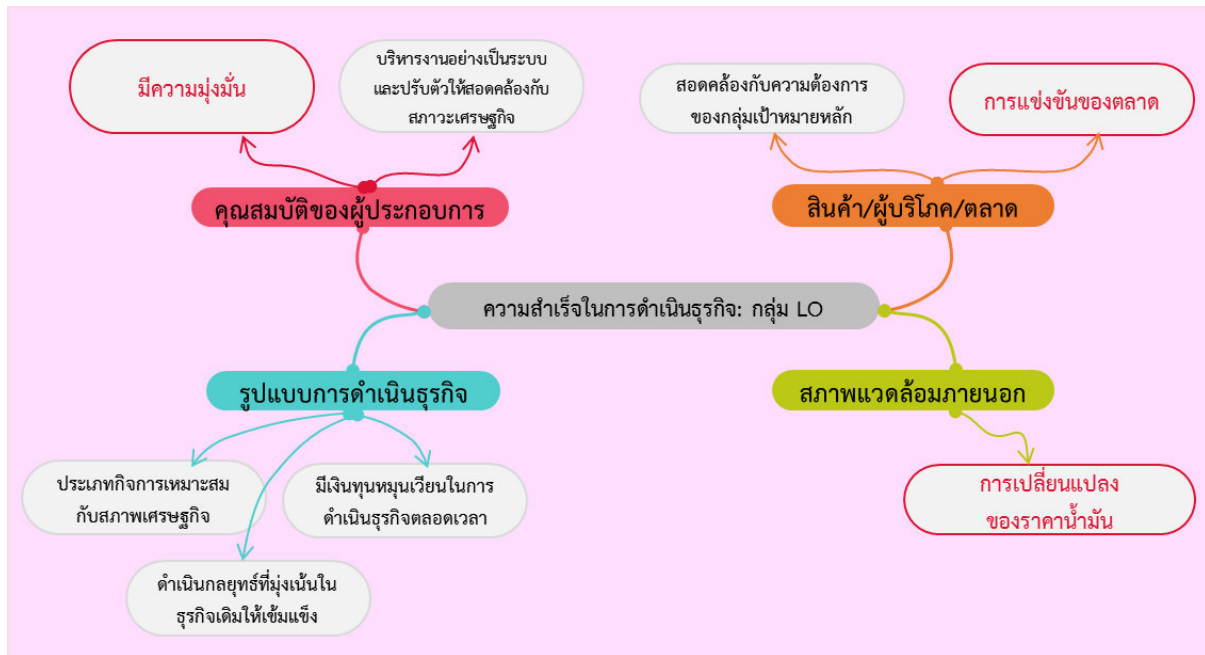 มีความมุ่งมั่น
บริหารงานอย่างเป็นระบบ
และปรับตัวให้สอดคล้องกับ
สภาวะเศรษฐกิจ
สอดคล้องกับความต้องการ
ของกลุ่มเป้าหมายหลัก
การแข่งขันของตลาด
คุณสมบัติของผู้ประกอบการ
สินค้า/ผู้บริโภค/ตลาด
ความสำเร็จในการดำเนินธุรกิจ: กลุ่ม LO
รูปแบบการดำเนินธุรกิจ
สภาพแวดล้อมภายนอก
ประเภทกิจการเหมาะสม
กับสภาพเศรษฐกิจ
มีเงินทุนหมุนเวียนในการ
ดำเนินธุรกิจตลอดเวลา
การเปลี่ยนแปลง
ของราคาน้ำมัน
ดำเนินกลยุทธ์ที่มุ่งเน้นใน
ธุรกิจเดิมให้เข้มแข็ง